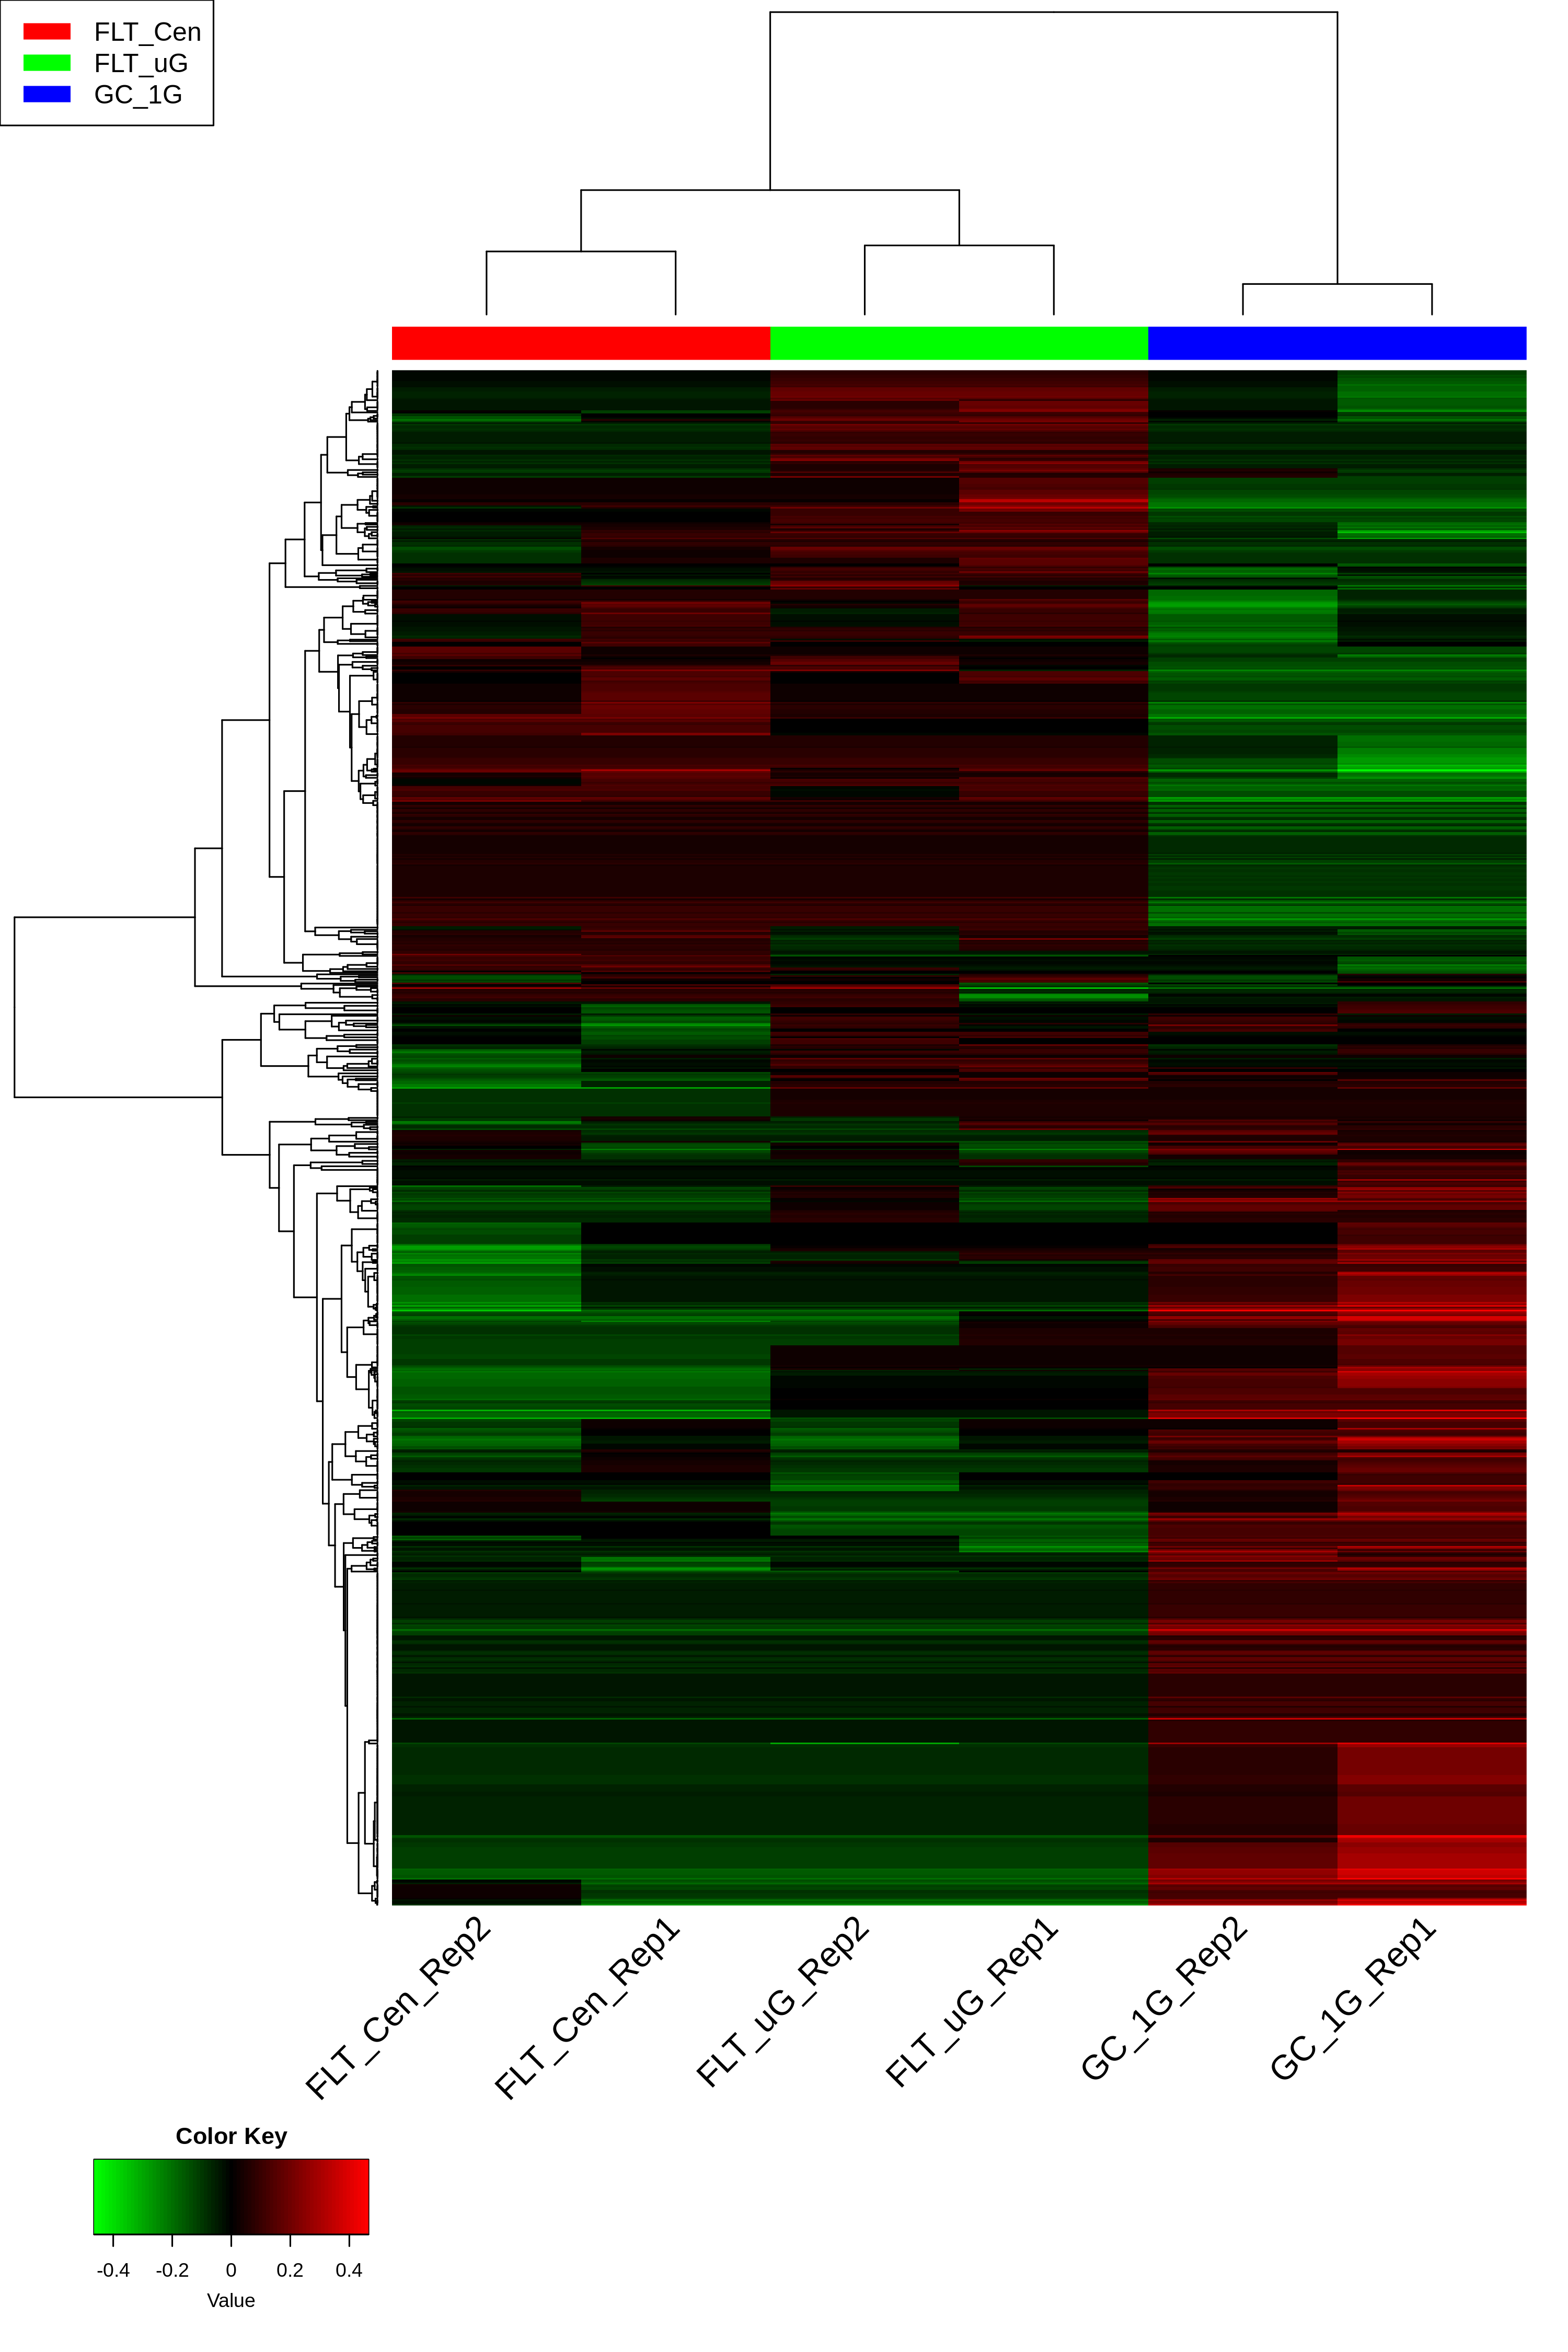 FLT_Cen
FLT_uG
GC_1G
FLT_Cen_Rep2
FLT_Cen_Rep1
FLT_uG_Rep2
FLT_uG_Rep1
GC_1G_Rep2
GC_1G_Rep1
Color Key
-0.4 -0.2 0 0.2 0.4
Value